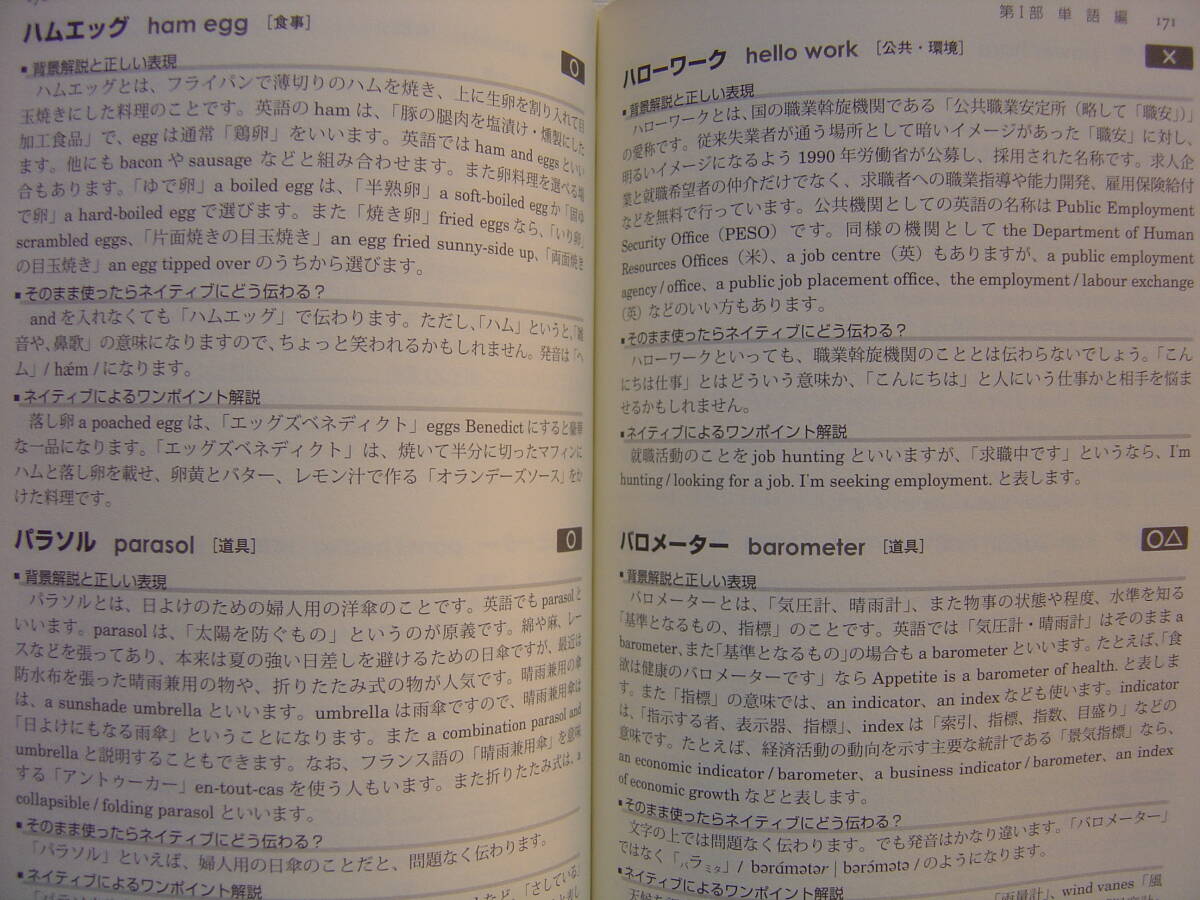 ハムエッグ ham egg [食事]
0
■背景解説と正しい表現
ハムエッグとは、フライパンで薄切りのハムを焼き、上に生卵を割り入れて目
玉焼きにした料理のことです。英語の ham は、「豚の腿肉を塩漬け・燻製にした
加工食品」で、egg は通常「鶏卵」をいいます。英語では ham and eggs といい
ます。他にも bacon や sausage などと組み合わせます。また卵料理を選べる場
合もあります。「ゆで卵」a boiled egg は、「半熟卵」a soft-boiled egg か「固ゆ
で卵」a hard-boiled egg で選びます。また「焼き卵」fried eggs なら、「いり卵」
scrambled eggs、「片面焼きの目玉焼き」an egg fried sunny-side up、「両面焼き
の目玉焼き」an egg tipped over のうちから選びます。
■そのまま使ったらネイティブにどう伝わる？
and を入れなくても「ハムエッグ」で伝わります。ただし、「ハム」というと、「雑
音や、鼻歌」の意味になりますので、ちょっと笑われるかもしれません。発音は「ヘ
ム」/ hǽm / になります。
■ネイティブによるワンポイント解説
落し卵 a poached egg は、「エッグズベネディクト」eggs Benedict にすると豪華
な一品になります。「エッグズベネディクト」は、焼いて半分に切ったマフィンに
ハムと落し卵を載せ、卵黄とバター、レモン汁で作る「オランデーズソース」をか
けた料理です。
パラソル parasol [道具]
0
■背景解説と正しい表現
パラソルとは、日よけのための婦人用の洋傘のことです。英語でも parasol と
いいます。parasol は、「太陽を防ぐもの」というのが原義です。綿や麻、レー
スなどを張ってあり、本来は夏の強い日差しを避けるための日傘ですが、最近は
防水布を張った晴雨兼用の物や、折りたたみ式の物が人気です。晴雨兼用の傘
は、a sunshade umbrella といいます。umbrella は雨傘ですので、晴雨兼用傘は
「日よけにもなる雨傘」ということになります。また a combination parasol and
umbrella と説明することもできます。なお、フランス語の「晴雨兼用傘」を意味
する「アントゥーカー」en-tout-cas を使う人もいます。また折りたたみ式は、a
collapsible / folding parasol といいます。
■そのまま使ったらネイティブにどう伝わる？
「パラソル」といえば、婦人用の日傘のことだと、問題なく伝わります。
■ネイティブによるワンポイント解説
第Ⅰ部 単語編 171
ハローワーク hello work [公共・環境]
×
■背景解説と正しい表現
ハローワークとは、国の職業斡旋機関である「公共職業安定所（略して「職安」）」
の愛称です。従来失業者が通う場所として暗いイメージがあった「職安」に対し、
明るいイメージになるよう 1990 年労働省が公募し、採用された名称です。求人企
業と就職希望者の仲介だけでなく、求職者への職業指導や能力開発、雇用保険給付
などを無料で行っています。公共機関としての英語の名称は Public Employment
Security Office（PESO）です。同様の機関として the Department of Human
Resources Offices（米）、a job centre（英）もありますが、a public employment
agency / office、a public job placement office、the employment / labour exchange
（英）などのいい方もあります。
■そのまま使ったらネイティブにどう伝わる？
ハローワークといっても、職業斡旋機関のこととは伝わらないでしょう。「こん
にちは仕事」とはどういう意味か、「こんにちは」と人にいう仕事かと相手を悩ま
せるかもしれません。
■ネイティブによるワンポイント解説
就職活動のことを job hunting といいますが、「求職中です」というなら、I'm
hunting / looking for a job. I'm seeking employment. と表します。
バロメーター barometer [道具]
○△
■背景解説と正しい表現
バロメーターとは、「気圧計、晴雨計」、また物事の状態や程度、水準を知る
「基準となるもの、指標」のことです。英語では「気圧計・晴雨計」はそのまま a
barometer、また「基準となるもの」の場合も a barometer といいます。たとえば、「食
欲は健康のバロメーターです」なら Appetite is a barometer of health. と表しま
す。また「指標」の意味では、an indicator、an index なども使います。indicator
は、「指示する者、表示器、指標」、index は「索引、指標、指数、目盛り」などの
意味です。たとえば、経済活動の動向を示す主要な統計である「景気指標」なら、
an economic indicator / barometer、a business indicator / barometer、an index
of economic growth などと表します。
■そのまま使ったらネイティブにどう伝わる？
文字の上では問題なく伝わります。でも発音はかなり違います。「バロメーター」
ではなく「バラミタ」/ bərɑ́mətər | bərɔ́mətə / のようになります。
■ネイティブによるワンポイント解説
「雨量計」、wind vanes「風